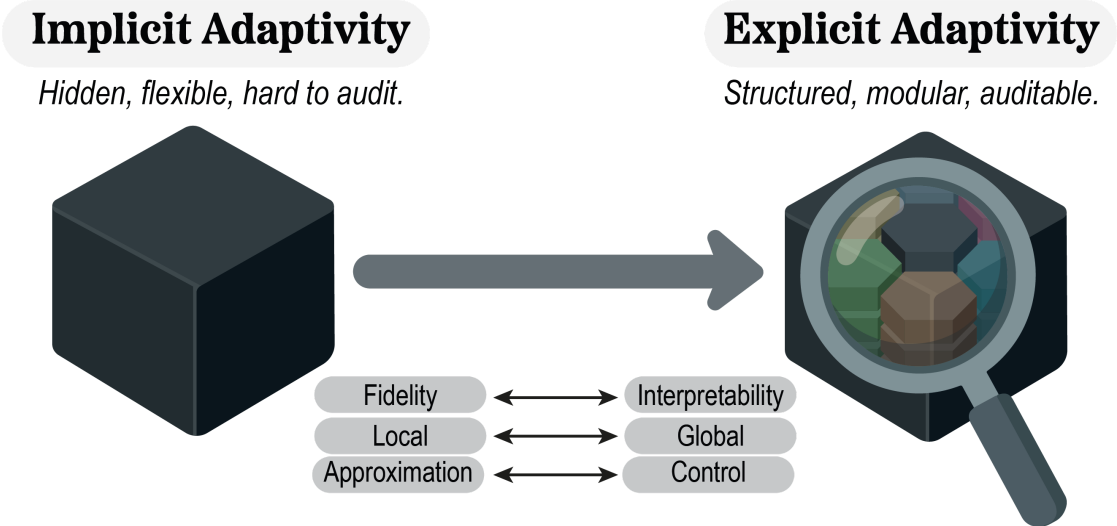 Implicit Adaptivity
Explicit Adaptivity
Hidden, flexible, hard to audit.
Structured, modular, auditable.
Fidelity
Interpretability
Local
Global
Approximation
Control